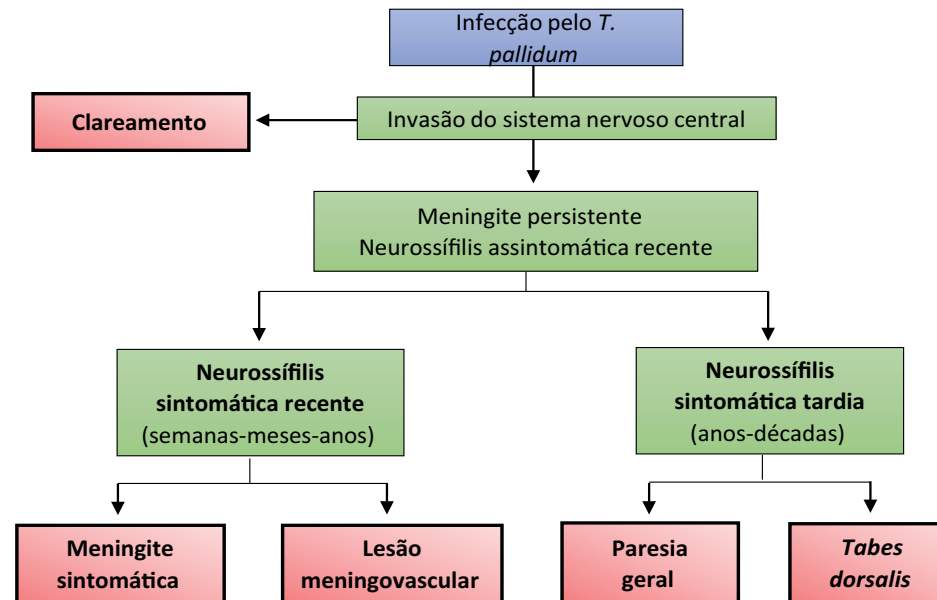 Infecção pelo T.
pallidum
Clareamento
Invasão do sistema nervoso central
Meningite persistente
Neurossífilis assintomática recente
Neurossífilis
sintomática recente
(semanas-meses-anos)
Neurossífilis
sintomática tardia
(anos-décadas)
Meningite
sintomática
Lesão
meningovascular
Paresia
geral
Tabes
dorsalis